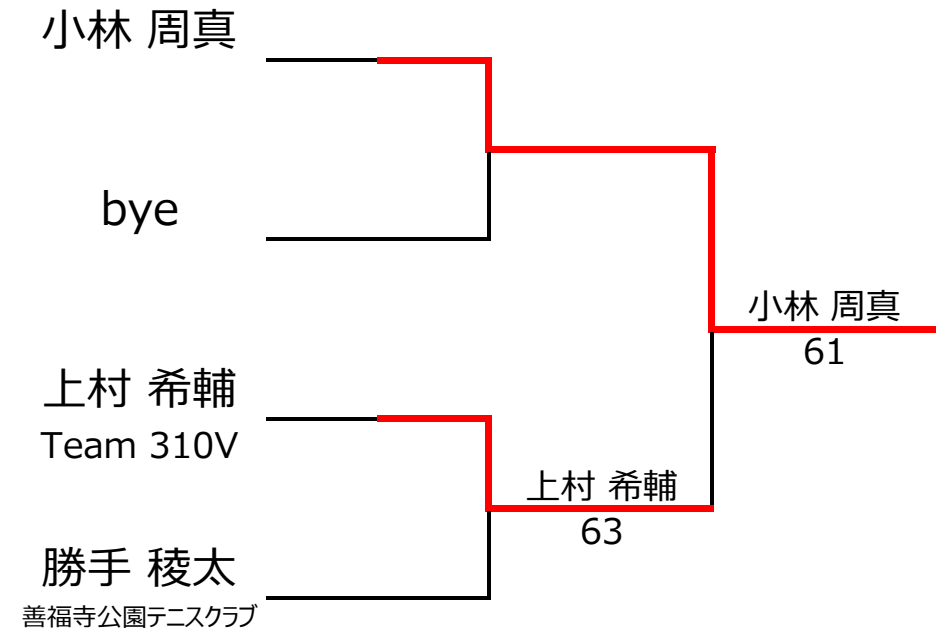 小林 周真
bye
上村 希輔
Team 310V
勝手 稜太
善福寺公園テニスクラブ
上村 希輔
63
小林 周真
61